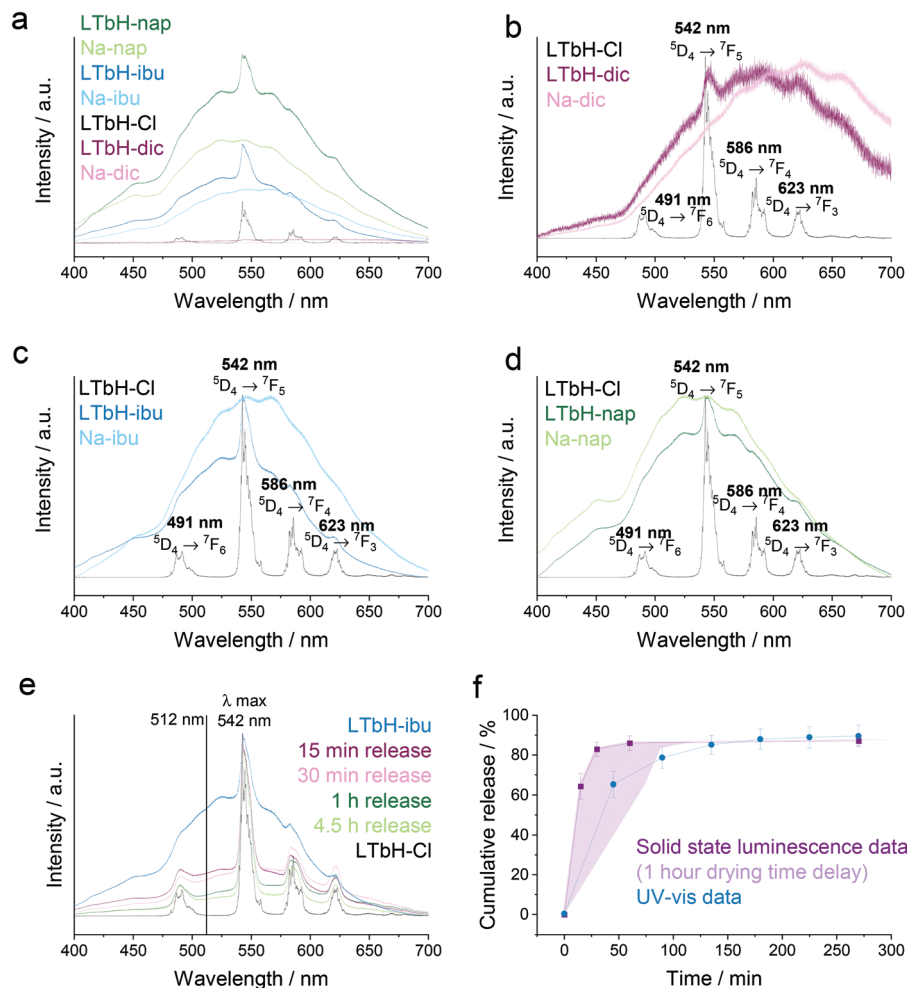 a
LTbH-nap
Na-nap
LTbH-ibu
Na-ibu
LTbH-Cl
LTbH-dic
Na-dic
Intensity / a.u.
400 450 500 550 600 650 700
Wavelength / nm
b
LTbH-Cl
LTbH-dic
Na-dic
542 nm
⁵D₄ → ⁷F₅
586 nm
⁵D₄ → ⁷F₄
491 nm
⁵D₄ → ⁷F₆
623 nm
⁵D₄ → ⁷F₃
Intensity / a.u.
400 450 500 550 600 650 700
Wavelength / nm
c
LTbH-Cl
LTbH-ibu
Na-ibu
542 nm
⁵D₄ → ⁷F₅
586 nm
⁵D₄ → ⁷F₄
491 nm
⁵D₄ → ⁷F₆
623 nm
⁵D₄ → ⁷F₃
Intensity / a.u.
400 450 500 550 600 650 700
Wavelength / nm
d
LTbH-Cl
LTbH-nap
Na-nap
542 nm
⁵D₄ → ⁷F₅
586 nm
⁵D₄ → ⁷F₄
491 nm
⁵D₄ → ⁷F₆
623 nm
⁵D₄ → ⁷F₃
Intensity / a.u.
400 450 500 550 600 650 700
Wavelength / nm
e
512 nm
λ max
542 nm
LTbH-ibu
15 min release
30 min release
1 h release
4.5 h release
LTbH-Cl
Intensity / a.u.
400 450 500 550 600 650 700
Wavelength / nm
f
100
80
60
40
20
0
Cumulative release / %
Solid state luminescence data
(1 hour drying time delay)
UV-vis data
0 50 100 150 200 250 300
Time / min